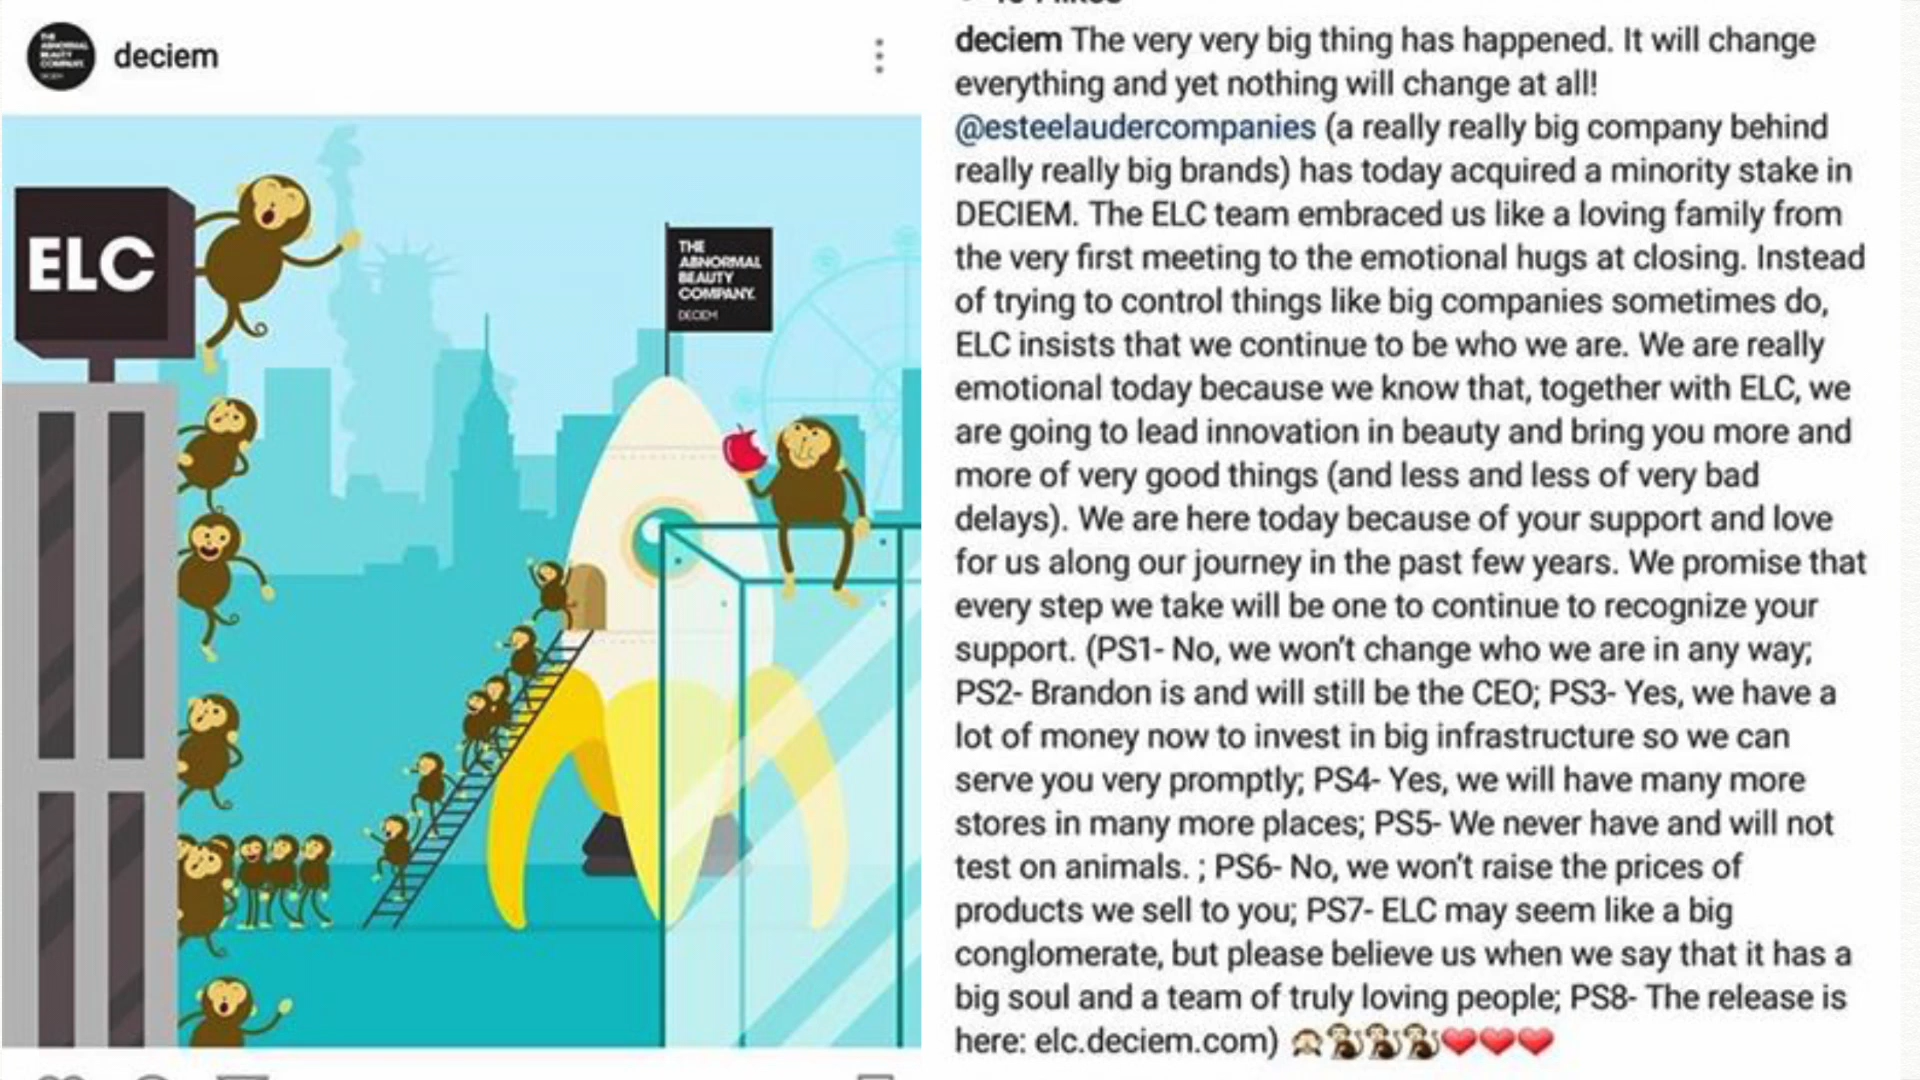 THE
ABNORMAL
BEAUTY
COMPANY.
DECIEM
deciem
ELC
THE
ABNORMAL
BEAUTY
COMPANY.
DECIEM
deciem The very very big thing has happened. It will change
everything and yet nothing will change at all!
@esteelaudercompanies (a really really big company behind
really really big brands) has today acquired a minority stake in
DECIEM. The ELC team embraced us like a loving family from
the very first meeting to the emotional hugs at closing. Instead
of trying to control things like big companies sometimes do,
ELC insists that we continue to be who we are. We are really
emotional today because we know that, together with ELC, we
are going to lead innovation in beauty and bring you more and
more of very good things (and less and less of very bad
delays). We are here today because of your support and love
for us along our journey in the past few years. We promise that
every step we take will be one to continue to recognize your
support. (PS1- No, we won't change who we are in any way;
PS2- Brandon is and will still be the CEO; PS3- Yes, we have a
lot of money now to invest in big infrastructure so we can
serve you very promptly; PS4- Yes, we will have many more
stores in many more places; PS5- We never have and will not
test on animals. ; PS6- No, we won't raise the prices of
products we sell to you; PS7- ELC may seem like a big
conglomerate, but please believe us when we say that it has a
big soul and a team of truly loving people; PS8- The release is
here: elc.deciem.com) 🙈🐒🐒🐒❤❤❤